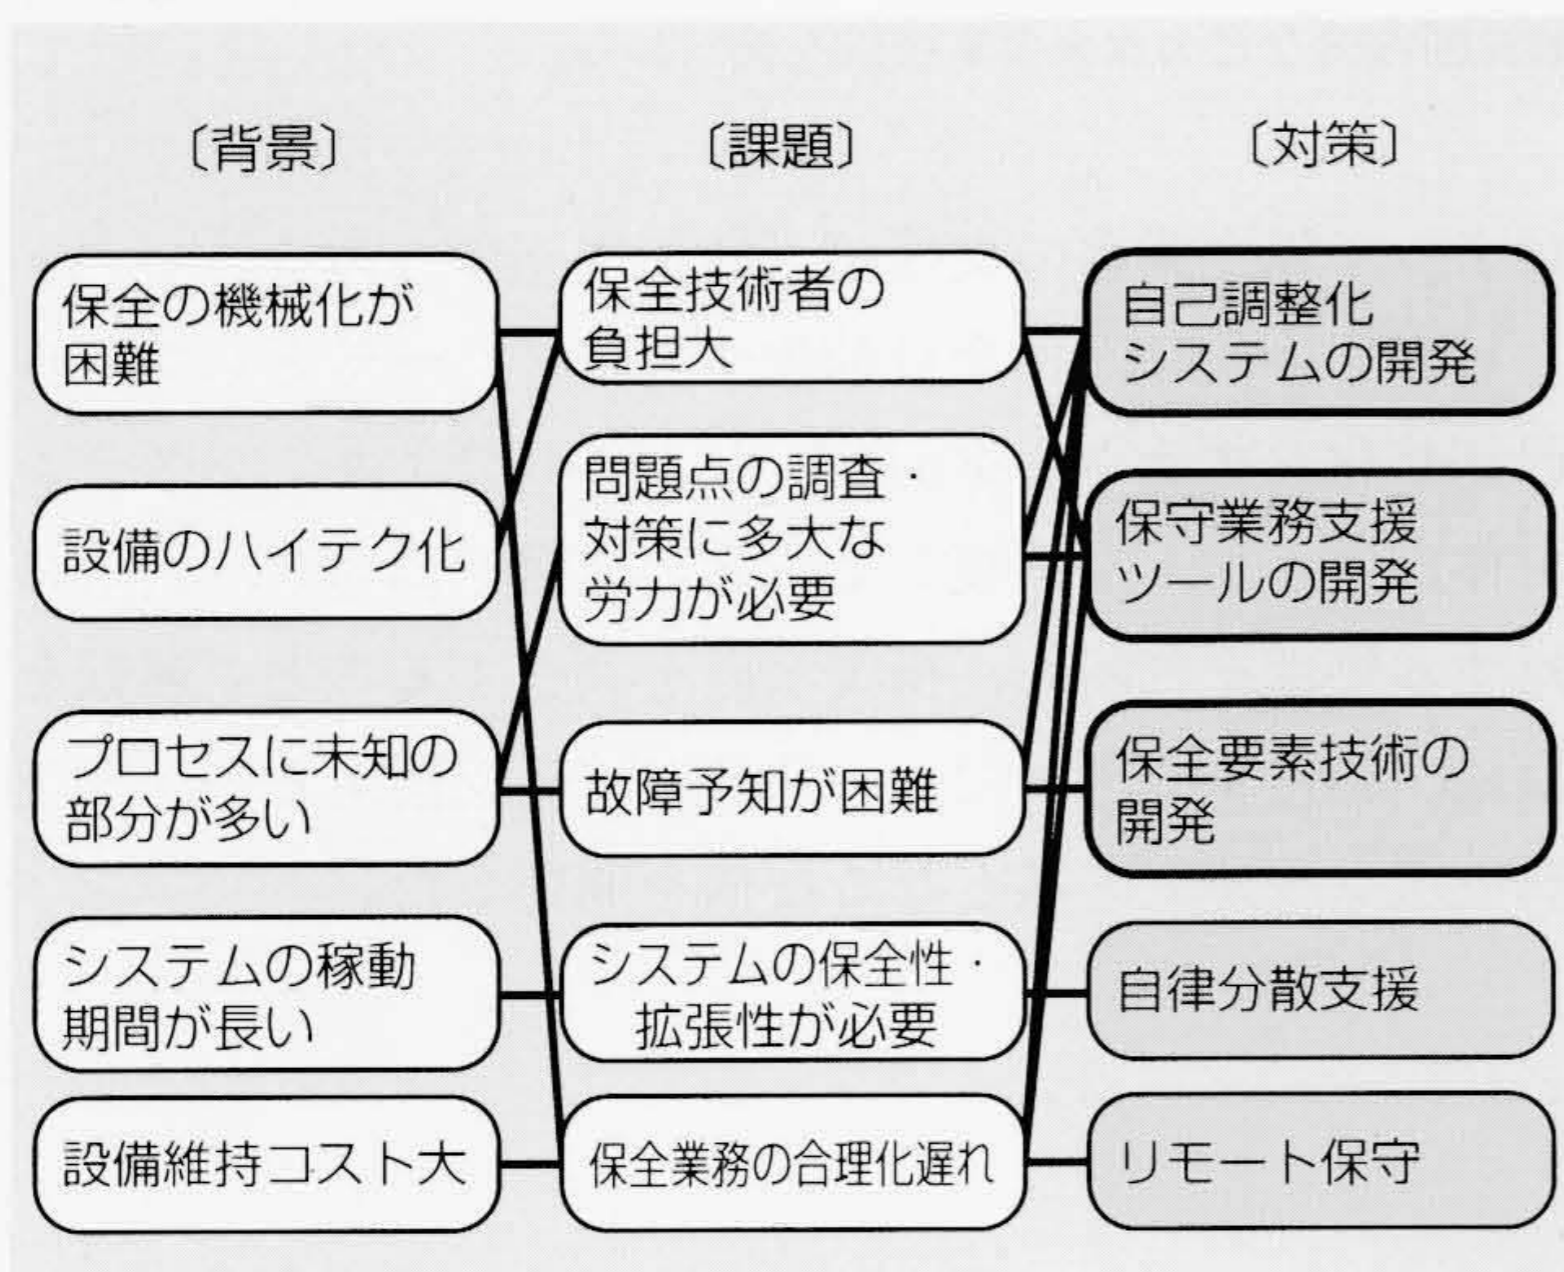 〔背景〕
保全の機械化が
困難
設備のハイテク化
プロセスに未知の
部分が多い
システムの稼動
期間が長い
設備維持コスト大
〔課題〕
保全技術者の
負担大
問題点の調査・
対策に多大な
労力が必要
故障予知が困難
システムの保全性・
拡張性が必要
保全業務の合理化遅れ
〔対策〕
自己調整化
システムの開発
保守業務支援
ツールの開発
保全要素技術の
開発
自律分散支援
リモート保守